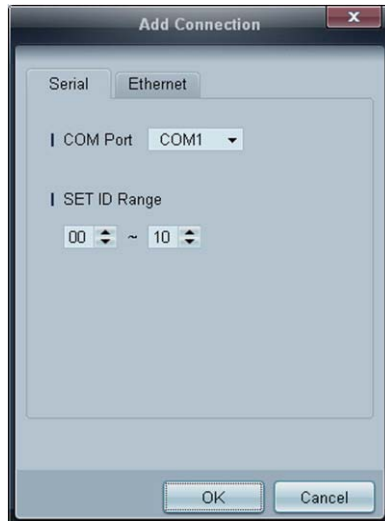 Add Connection
x
Serial Ethernet
COM Port COM1
SET ID Range
00 ~ 10
OK Cancel